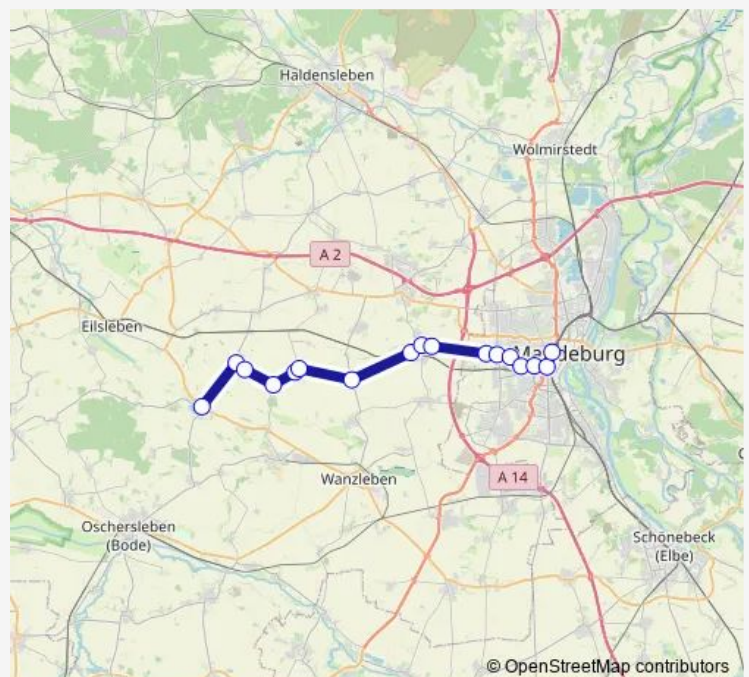 Haldensleben
Wolmirstedt
A 2
Eilsleben
Magdeburg
Wanzleben
A 14
Oschersleben
(Bode)
Schönebeck
(Elbe)
© OpenStreetMap contributors